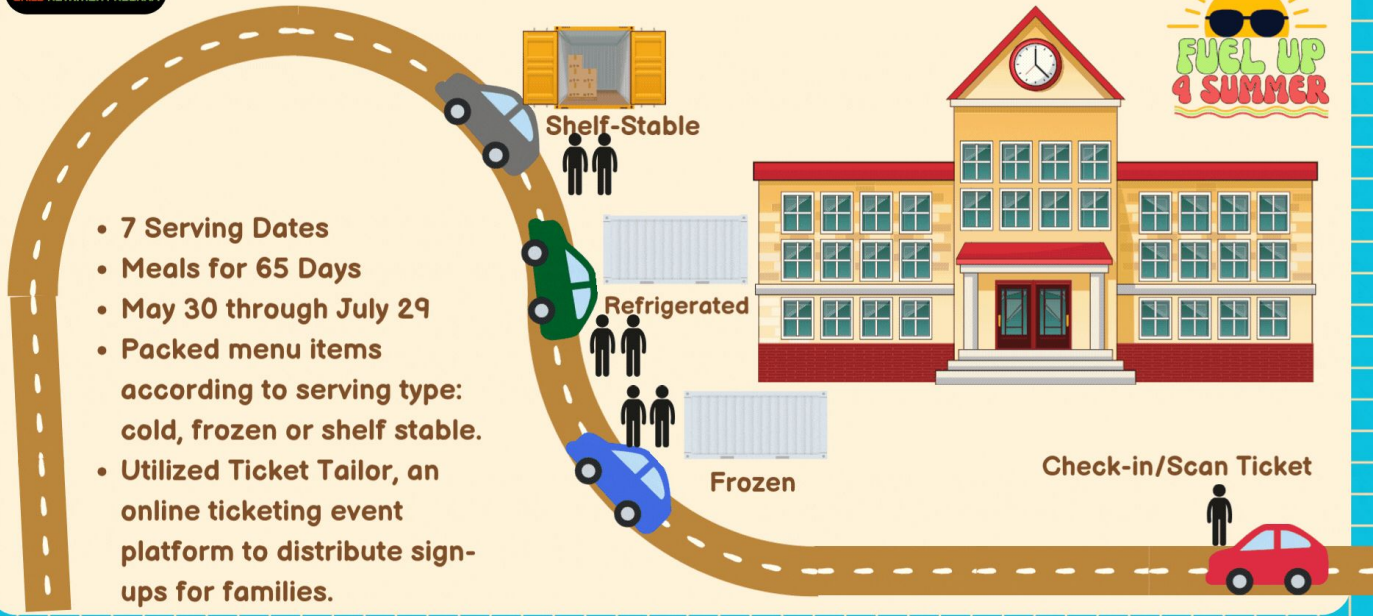 FUEL UP
4 SUMMER
Shelf-Stable
• 7 Serving Dates
• Meals for 65 Days
• May 30 through July 29
• Packed menu items
according to serving type:
cold, frozen or shelf stable.
• Utilized Ticket Tailor, an
online ticketing event
platform to distribute sign-
ups for families.
Refrigerated
Frozen
Check-in/Scan Ticket